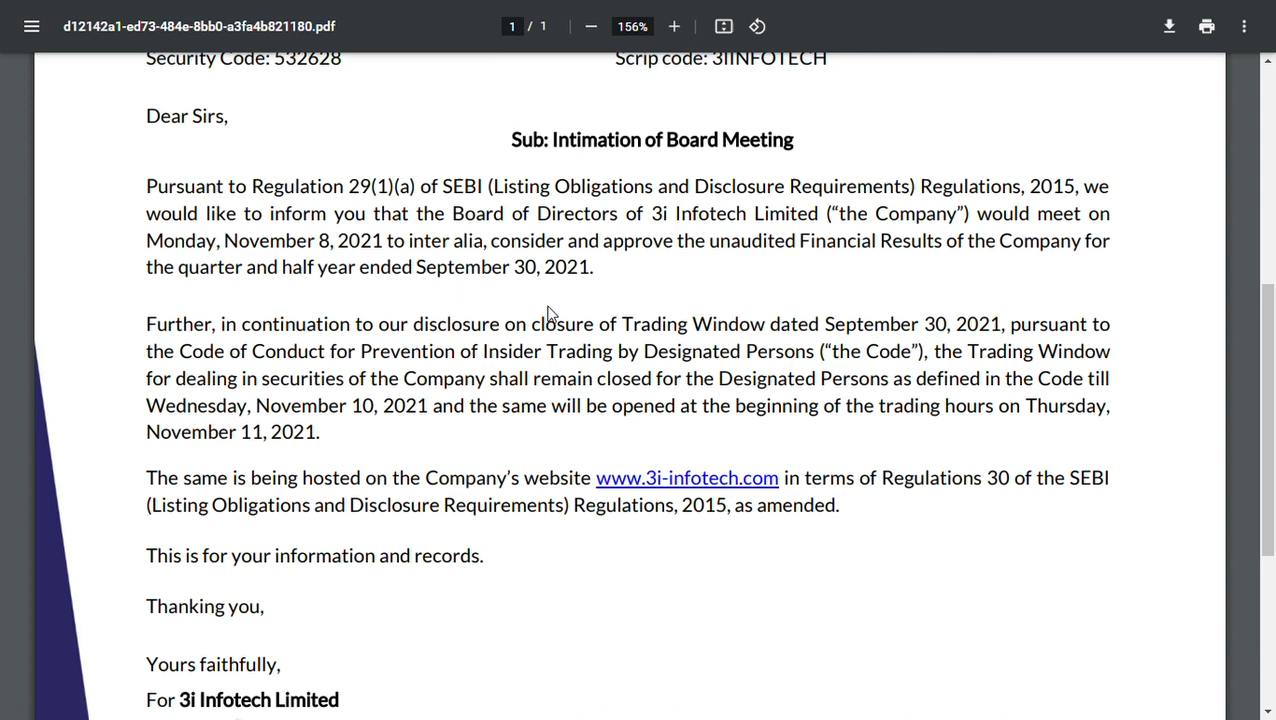 d12142a1-ed73-484e-8bb0-a3fa4b821180.pdf
1 / 1
156%
Security Code: 532628 Scrip code: 3IINFOTECH
Dear Sirs,
Sub: Intimation of Board Meeting
Pursuant to Regulation 29(1)(a) of SEBI (Listing Obligations and Disclosure Requirements) Regulations, 2015, we
would like to inform you that the Board of Directors of 3i Infotech Limited (“the Company”) would meet on
Monday, November 8, 2021 to inter alia, consider and approve the unaudited Financial Results of the Company for
the quarter and half year ended September 30, 2021.
Further, in continuation to our disclosure on closure of Trading Window dated September 30, 2021, pursuant to
the Code of Conduct for Prevention of Insider Trading by Designated Persons (“the Code”), the Trading Window
for dealing in securities of the Company shall remain closed for the Designated Persons as defined in the Code till
Wednesday, November 10, 2021 and the same will be opened at the beginning of the trading hours on Thursday,
November 11, 2021.
The same is being hosted on the Company’s website www.3i-infotech.com in terms of Regulations 30 of the SEBI
(Listing Obligations and Disclosure Requirements) Regulations, 2015, as amended.
This is for your information and records.
Thanking you,
Yours faithfully,
For 3i Infotech Limited